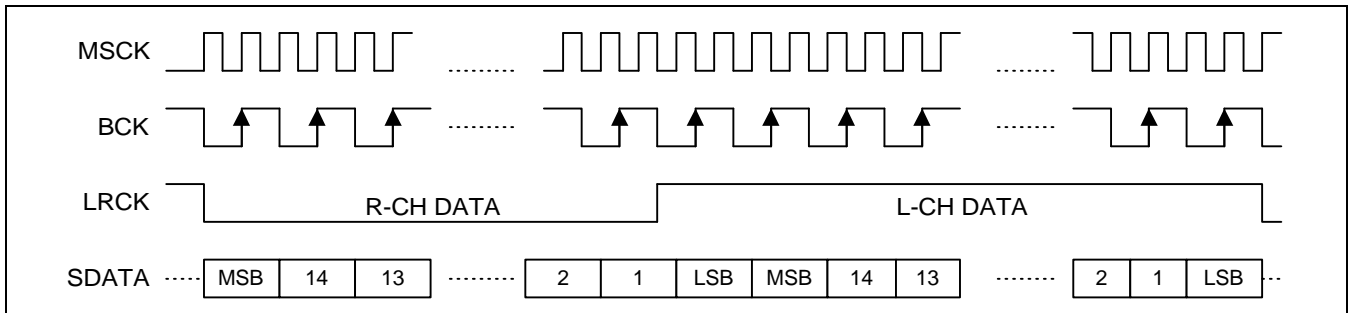 MSCK
BCK
LRCK R-CH DATA L-CH DATA
SDATA MSB 14 13 2 1 LSB MSB 14 13 2 1 LSB